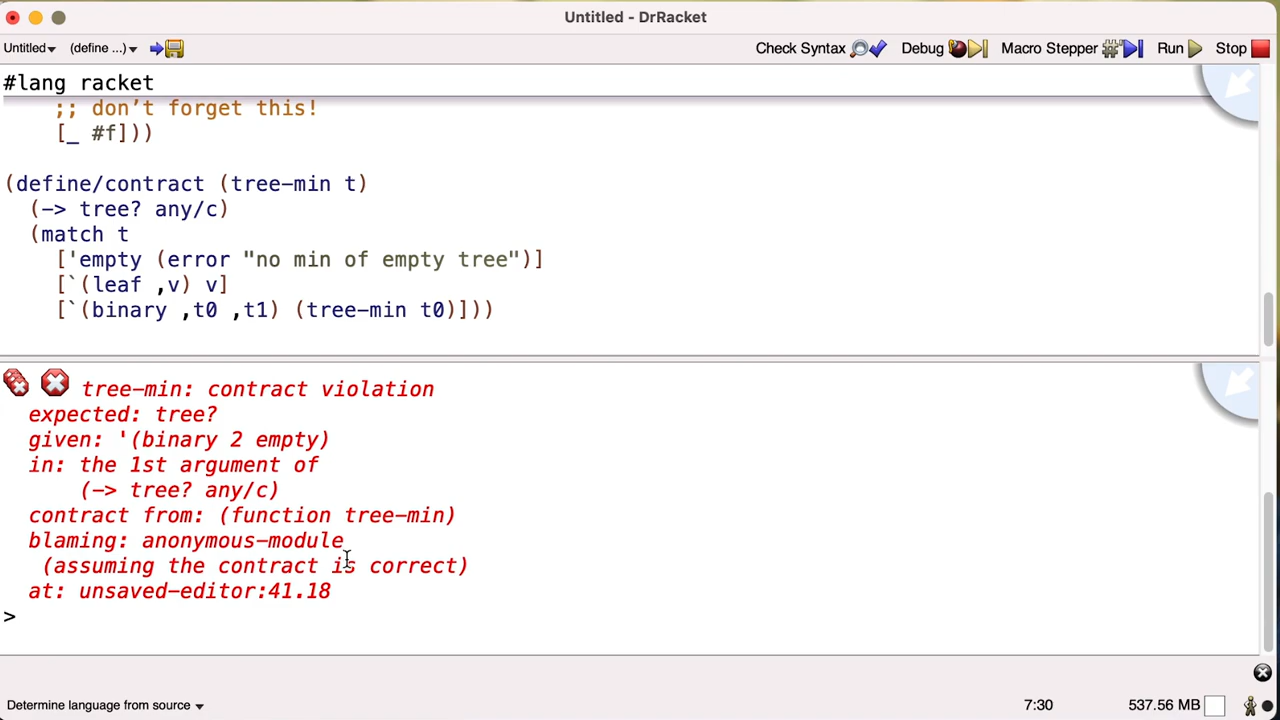 Untitled - DrRacket
Untitled (define ...) Check Syntax Debug Macro Stepper Run Stop
#lang racket
;; don’t forget this!
[_ #f]))
(define/contract (tree-min t)
(-> tree? any/c)
(match t
['empty (error "no min of empty tree")]
[`(leaf ,v) v]
[`(binary ,t0 ,t1) (tree-min t0)]))
tree-min: contract violation
expected: tree?
given: '(binary 2 empty)
in: the 1st argument of
(-> tree? any/c)
contract from: (function tree-min)
blaming: anonymous-module
(assuming the contract is correct)
at: unsaved-editor:41.18
>
Determine language from source 7:30 537.56 MB